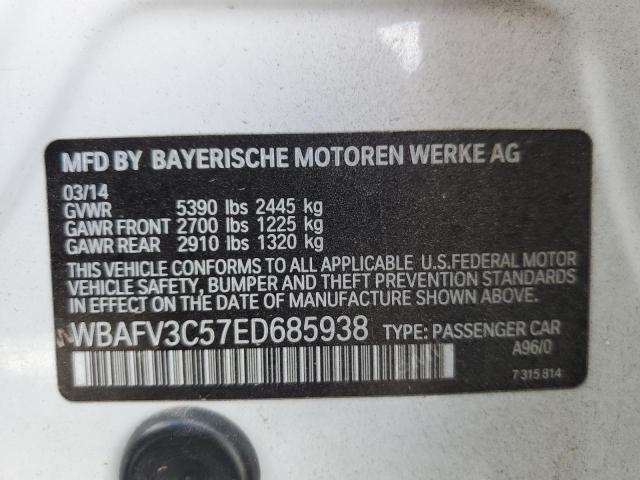 MFD BY BAYERISCHE MOTOREN WERKE AG
03/14
GVWR 5390 lbs 2445 kg
GAWR FRONT 2700 lbs 1225 kg
GAWR REAR 2910 lbs 1320 kg
THIS VEHICLE CONFORMS TO ALL APPLICABLE U.S.FEDERAL MOTOR
VEHICLE SAFETY, BUMPER AND THEFT PREVENTION STANDARDS
IN EFFECT ON THE DATE OF MANUFACTURE SHOWN ABOVE.
WBAFV3C57ED685938 TYPE: PASSENGER CAR
A96/0
7 315 814